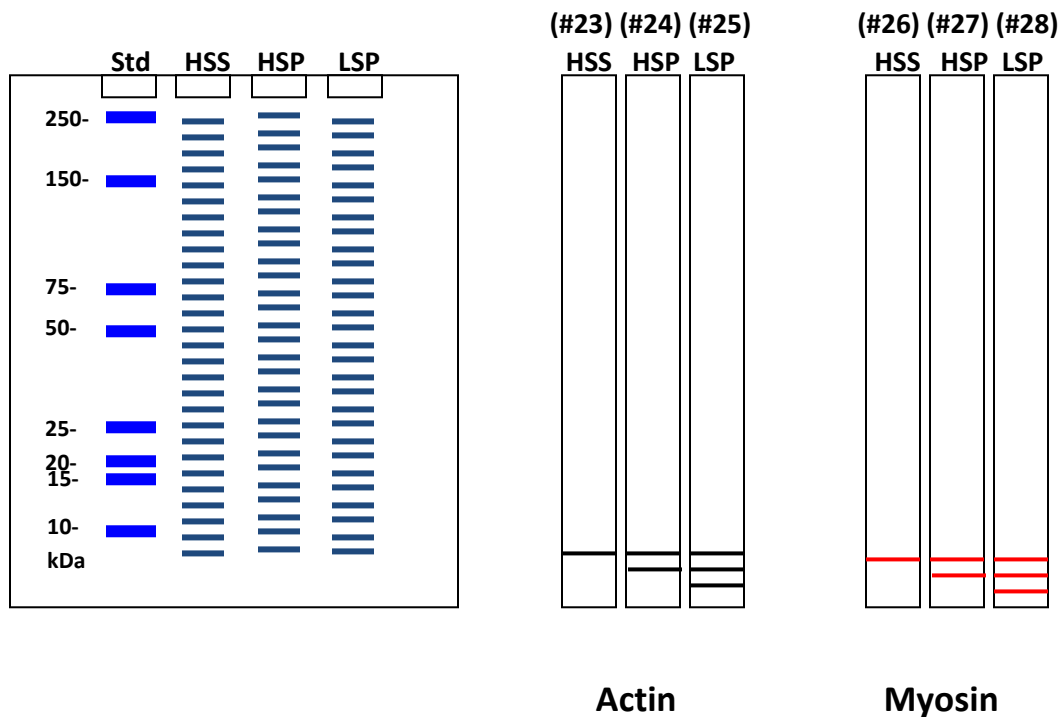 (#23) (#24) (#25) (#26) (#27) (#28)
Std HSS HSP LSP HSS HSP LSP HSS HSP LSP
250-
150-
75-
50-
25-
20-
15-
10-
kDa
Actin Myosin